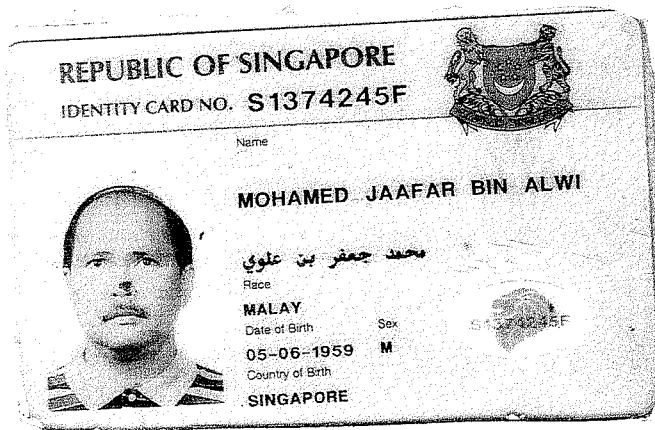 REPUBLIC OF SINGAPORE
IDENTITY CARD NO. S1374245F
Name
MOHAMED JAAFAR BIN ALWI
محمد جعفر بن علوي
Race
MALAY
Date of Birth Sex
05-06-1959 M
Country of Birth
SINGAPORE
S1374245F